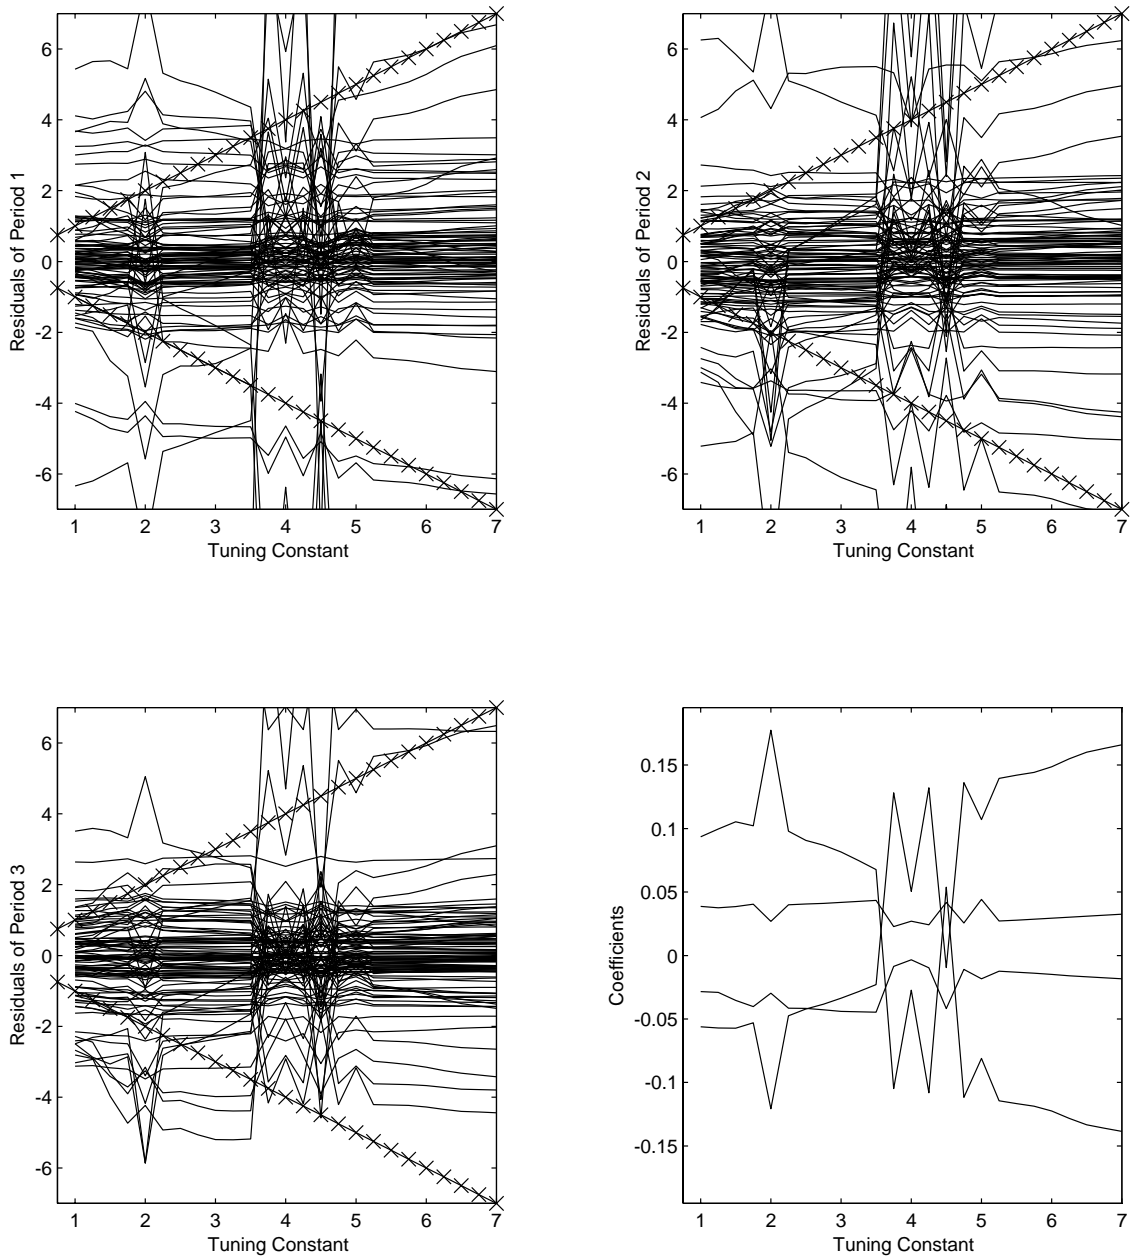 6
4
2
0
-2
-4
-6
Residuals of Period 1
1 2 3 4 5 6 7
Tuning Constant
6
4
2
0
-2
-4
-6
Residuals of Period 2
1 2 3 4 5 6 7
Tuning Constant
6
4
2
0
-2
-4
-6
Residuals of Period 3
1 2 3 4 5 6 7
Tuning Constant
0.15
0.1
0.05
0
-0.05
-0.1
-0.15
Coefficients
1 2 3 4 5 6 7
Tuning Constant